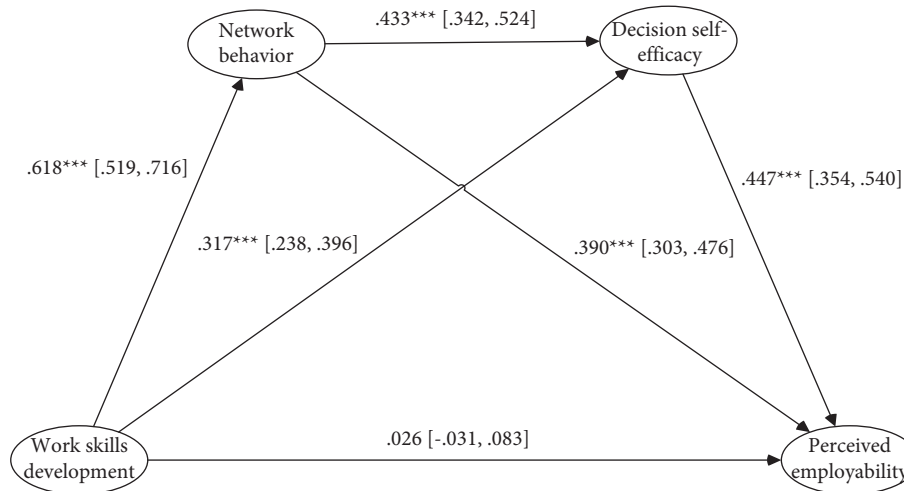 .433*** [.342, .524]
Network
behavior
Decision self-
efficacy
.618*** [.519, .716]
.447*** [.354, .540]
.317*** [.238, .396]
.390*** [.303, .476]
.026 [-.031, .083]
Work skills
development
Perceived
employability